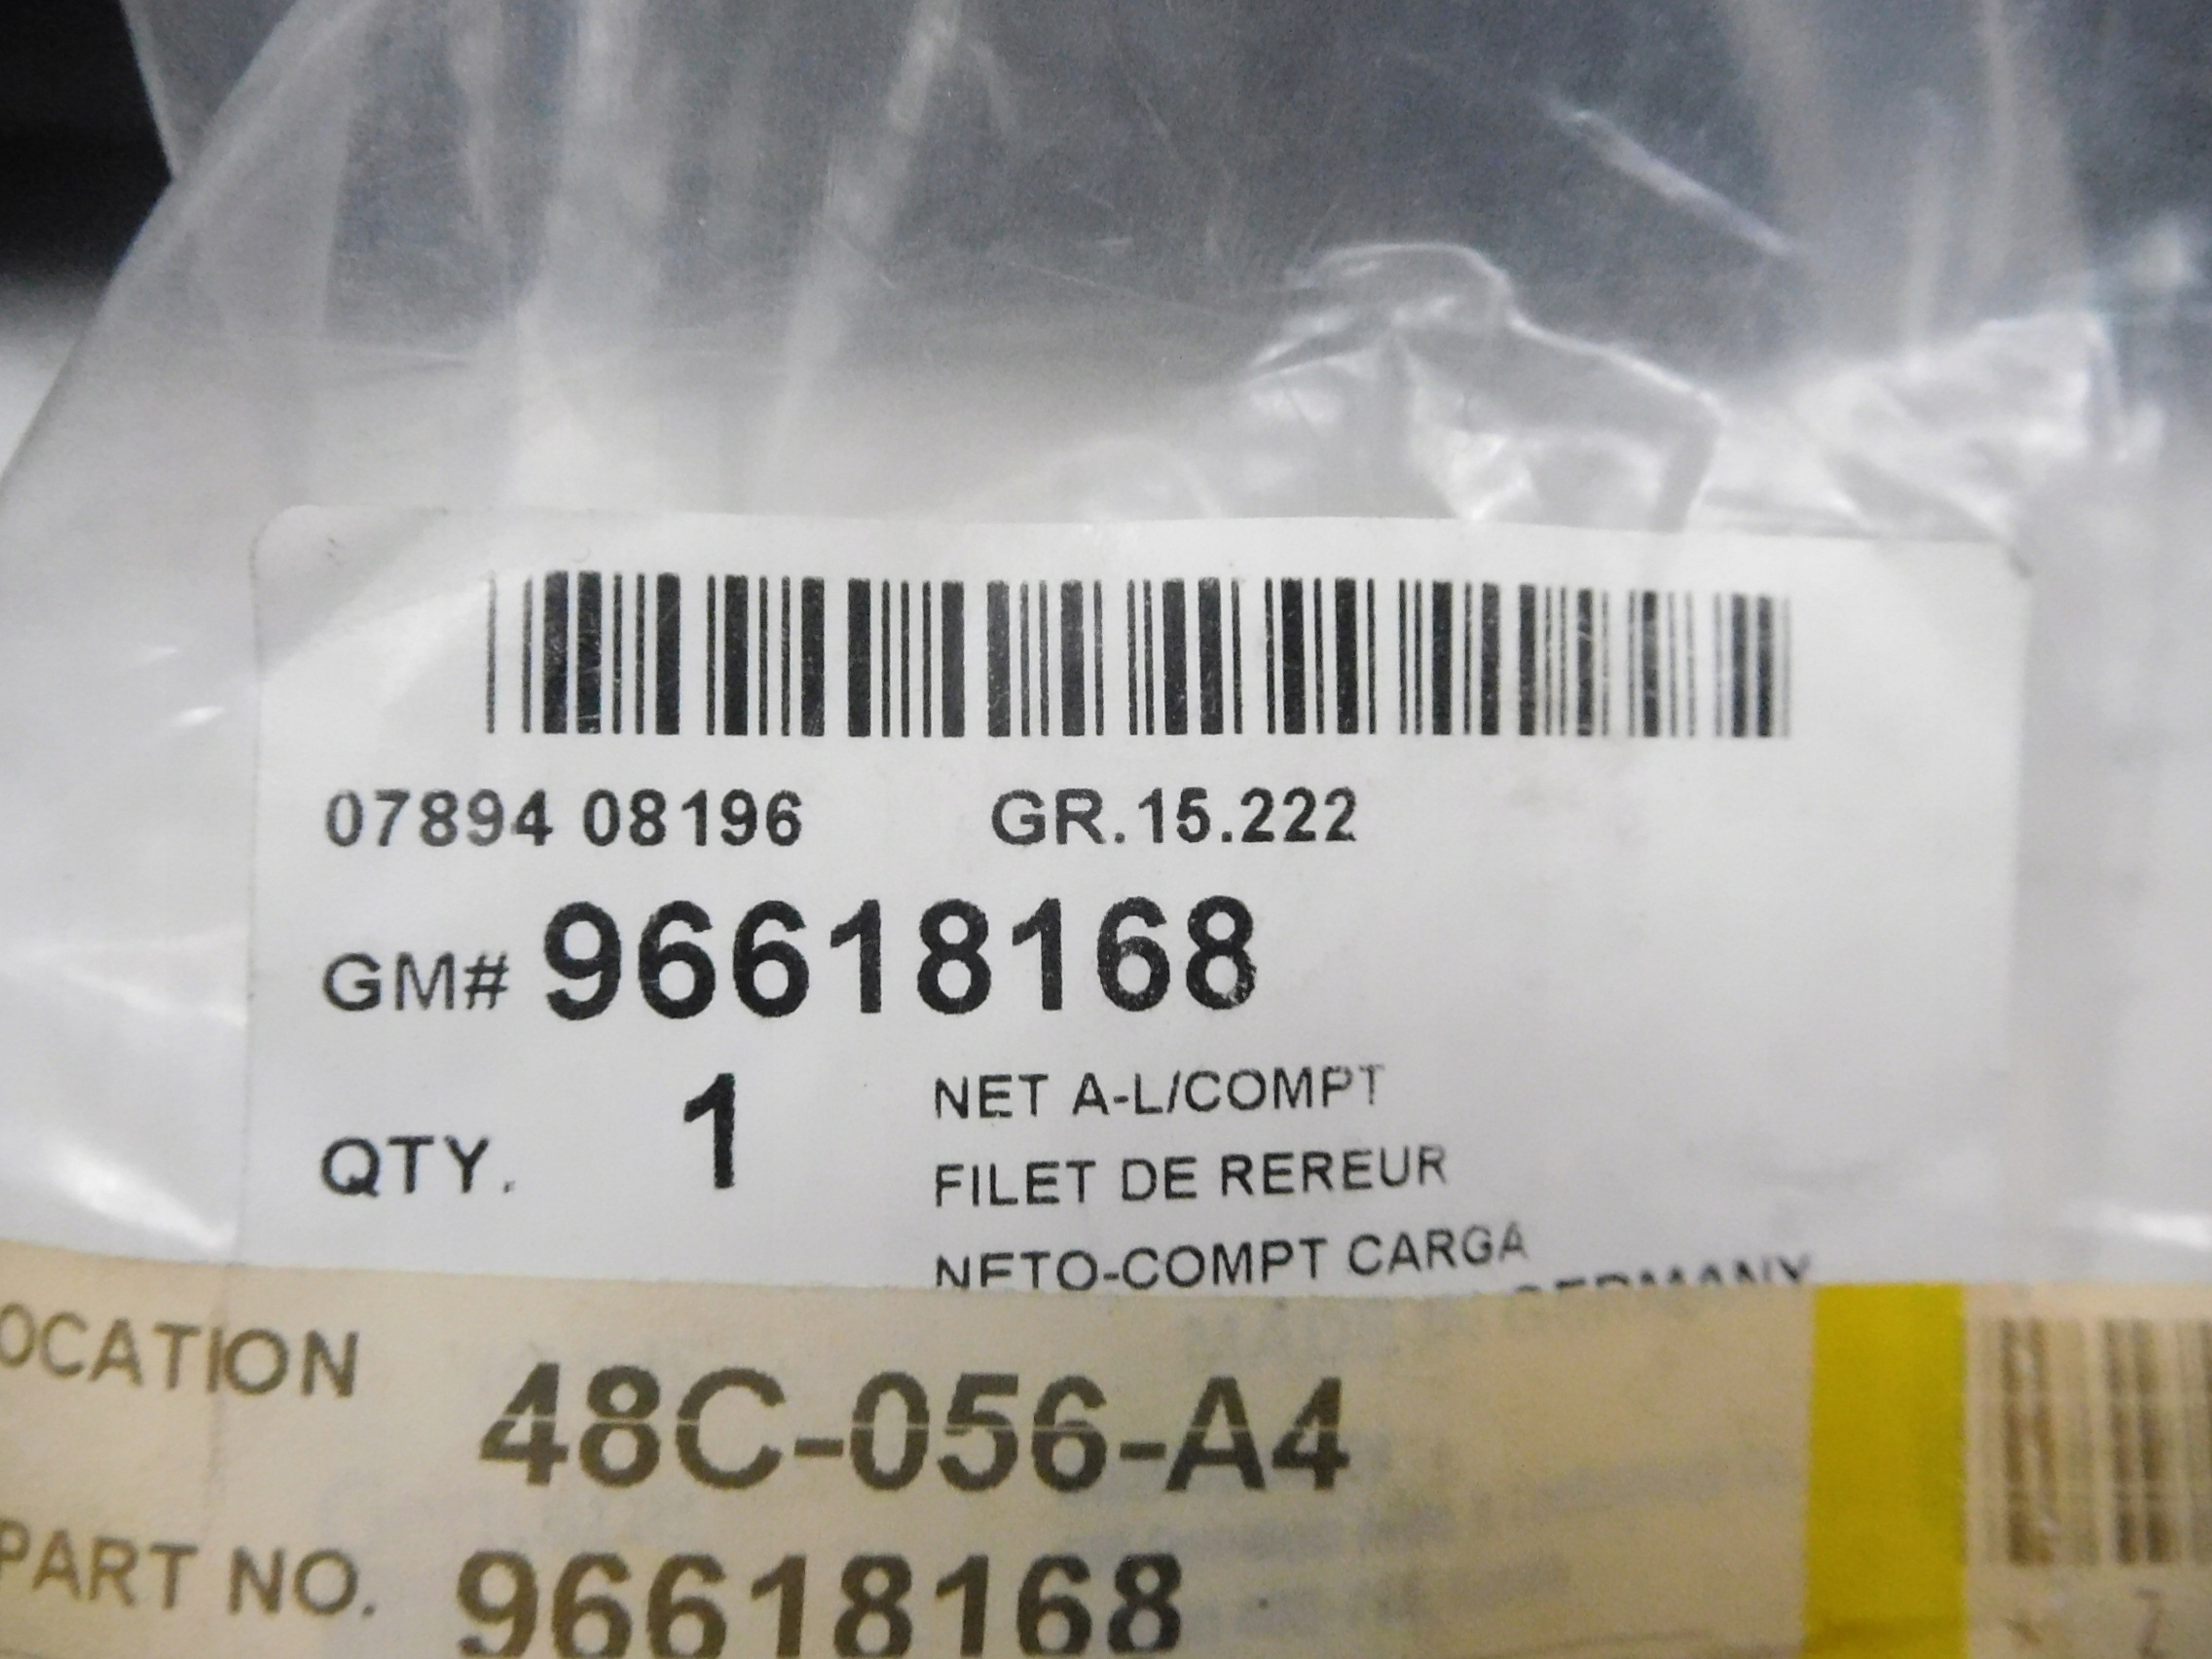 07894 08196 GR.15.222
GM# 96618168
QTY. 1 NET A-L/COMPT
FILET DE REREUR
NETO-COMPT CARGA
GERMANY
OCATION 48C-056-A4
PART NO. 96618168